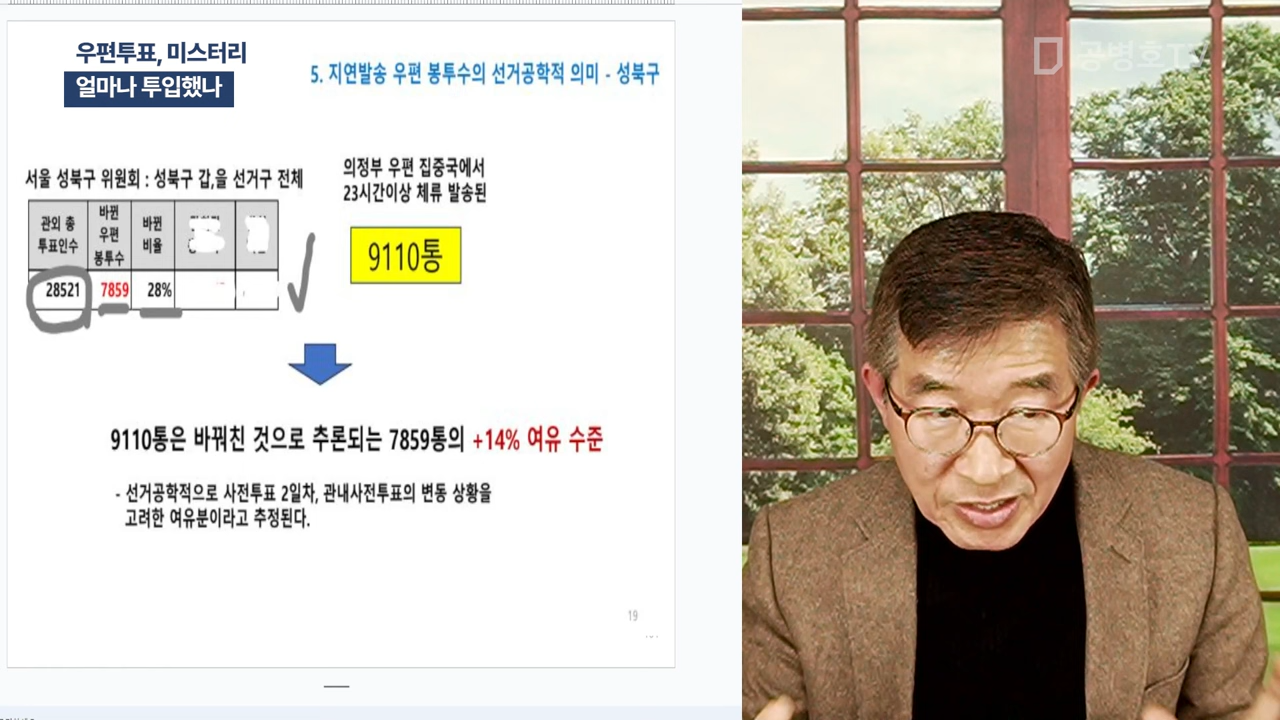 우편투표, 미스터리
얼마나 투입했나
5. 지연발송 우편 봉투수의 선거공학적 의미 - 성북구
공병호TV
서울 성북구 위원회 : 성북구 갑,을 선거구 전체
관외 총
투표인수
바뀐
우편
봉투수
바뀐
비율
28521
7859
28%
의정부 우편 집중국에서
23시간이상 체류 발송된
9110통
9110통은 바꿔친 것으로 추론되는 7859통의 +14% 여유 수준
- 선거공학적으로 사전투표 2일차, 관내사전투표의 변동 상황을
고려한 여유분이라고 추정된다.
19